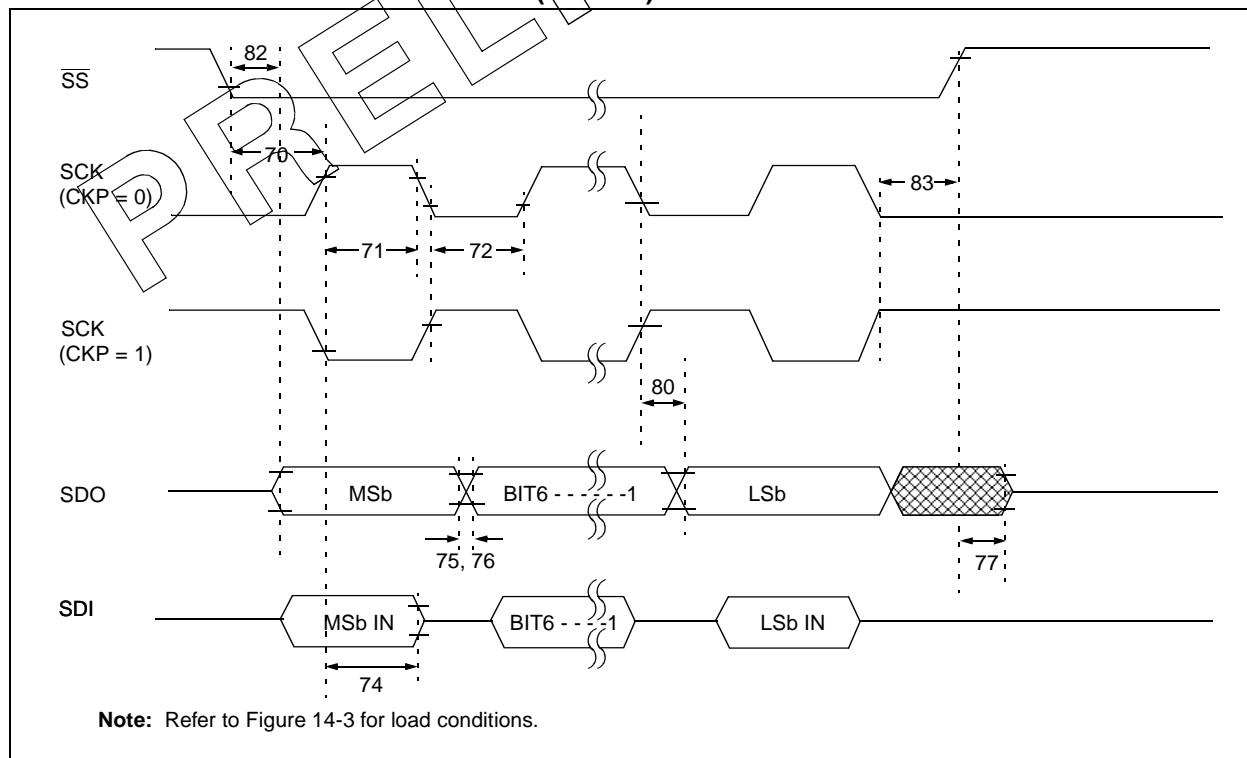 82
SS
PREL
70
SCK
(CKP = 0)
83
71
72
SCK
(CKP = 1)
80
SDO
MSb
BIT6 - - - - - - -1
LSb
75, 76
77
SDI
MSb IN
BIT6 - - - -1
LSb IN
74
Note: Refer to Figure 14-3 for load conditions.